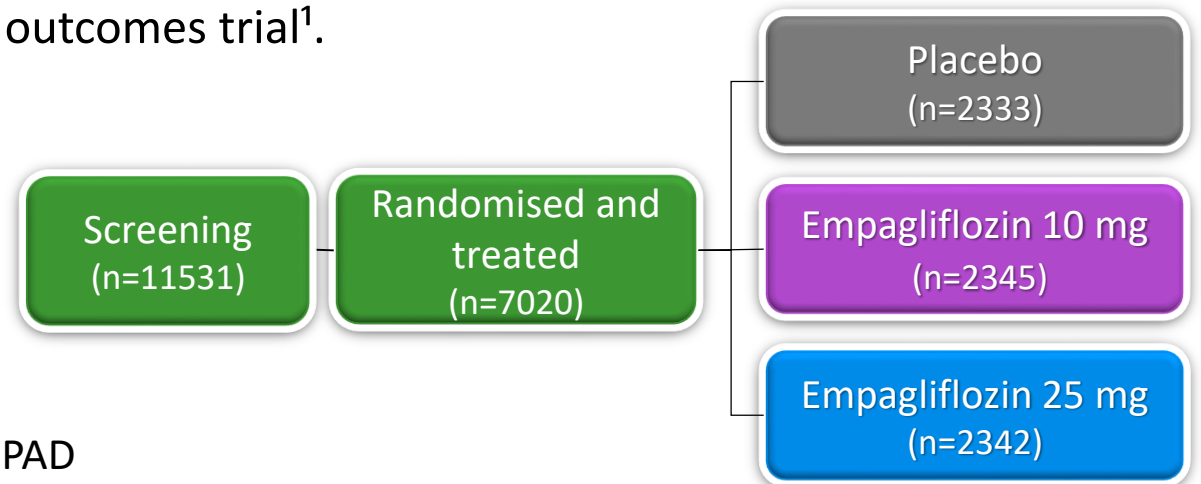 outcomes trial¹.
Screening
(n=11531)
Randomised and
treated
(n=7020)
Placebo
(n=2333)
Empagliflozin 10 mg
(n=2345)
Empagliflozin 25 mg
(n=2342)
PAD